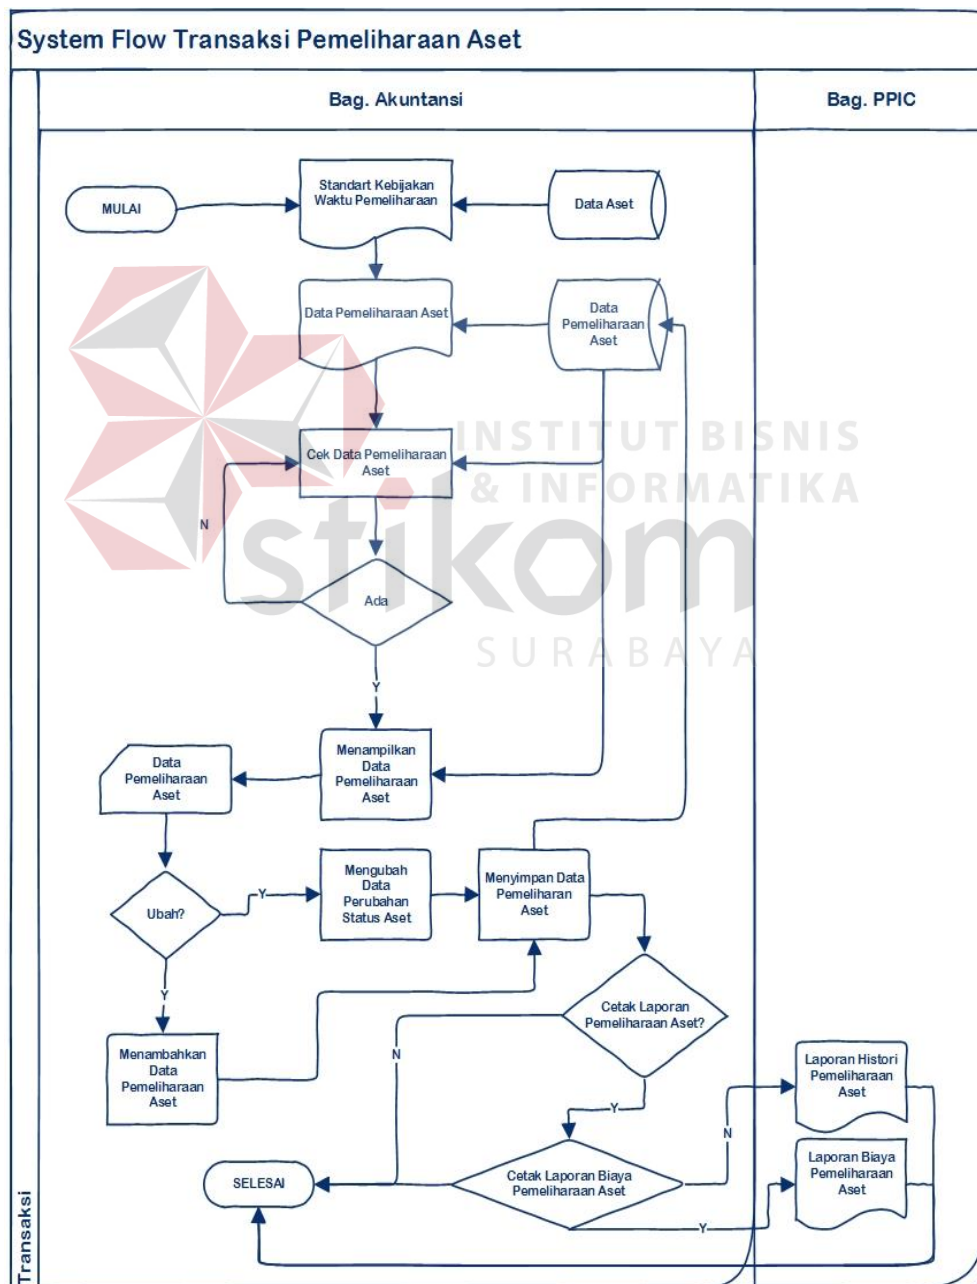 System Flow Transaksi Pemeliharaan Aset
Bag. Akuntansi
Bag. PPIC
MULAI
Standart Kebijakan
Waktu Pemeliharaan
Data Aset
Data Pemeliharaan Aset
Data
Pemeliharaan
Aset
INSTITUT BISNIS
& INFORMATIKA
stikom
SURABAYA
Cek Data Pemeliharaan
Aset
N
Ada
Y
Menampilkan
Data
Pemeliharaan
Aset
Data
Pemeliharaan
Aset
Ubah?
Y
Mengubah
Data
Perubahan
Status Aset
Menyimpan Data
Pemeliharan
Aset
Y
Menambahkan
Data
Pemeliharaan
Aset
Cetak Laporan
Pemeliharaan Aset?
N
Y
Cetak Laporan Biaya
Pemeliharaan Aset
N
Y
Laporan Histori
Pemeliharaan
Aset
Laporan Biaya
Pemeliharaan
Aset
SELESAI
Transaksi